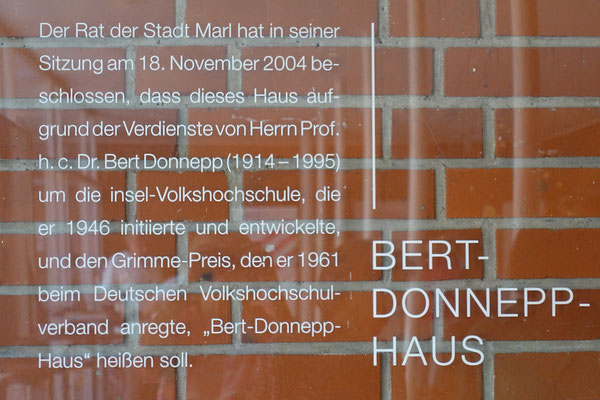 Der Rat der Stadt Marl hat in seiner
Sitzung am 18. November 2004 be-
schlossen, dass dieses Haus auf-
grund der Verdienste von Herrn Prof.
h. c. Dr. Bert Donnepp (1914 – 1995)
um die insel-Volkshochschule, die
er 1946 initiierte und entwickelte,
und den Grimme-Preis, den er 1961
beim Deutschen Volkshochschul-
verband anregte, „Bert-Donnepp-
Haus“ heißen soll.
BERT-
DONNEPP-
HAUS